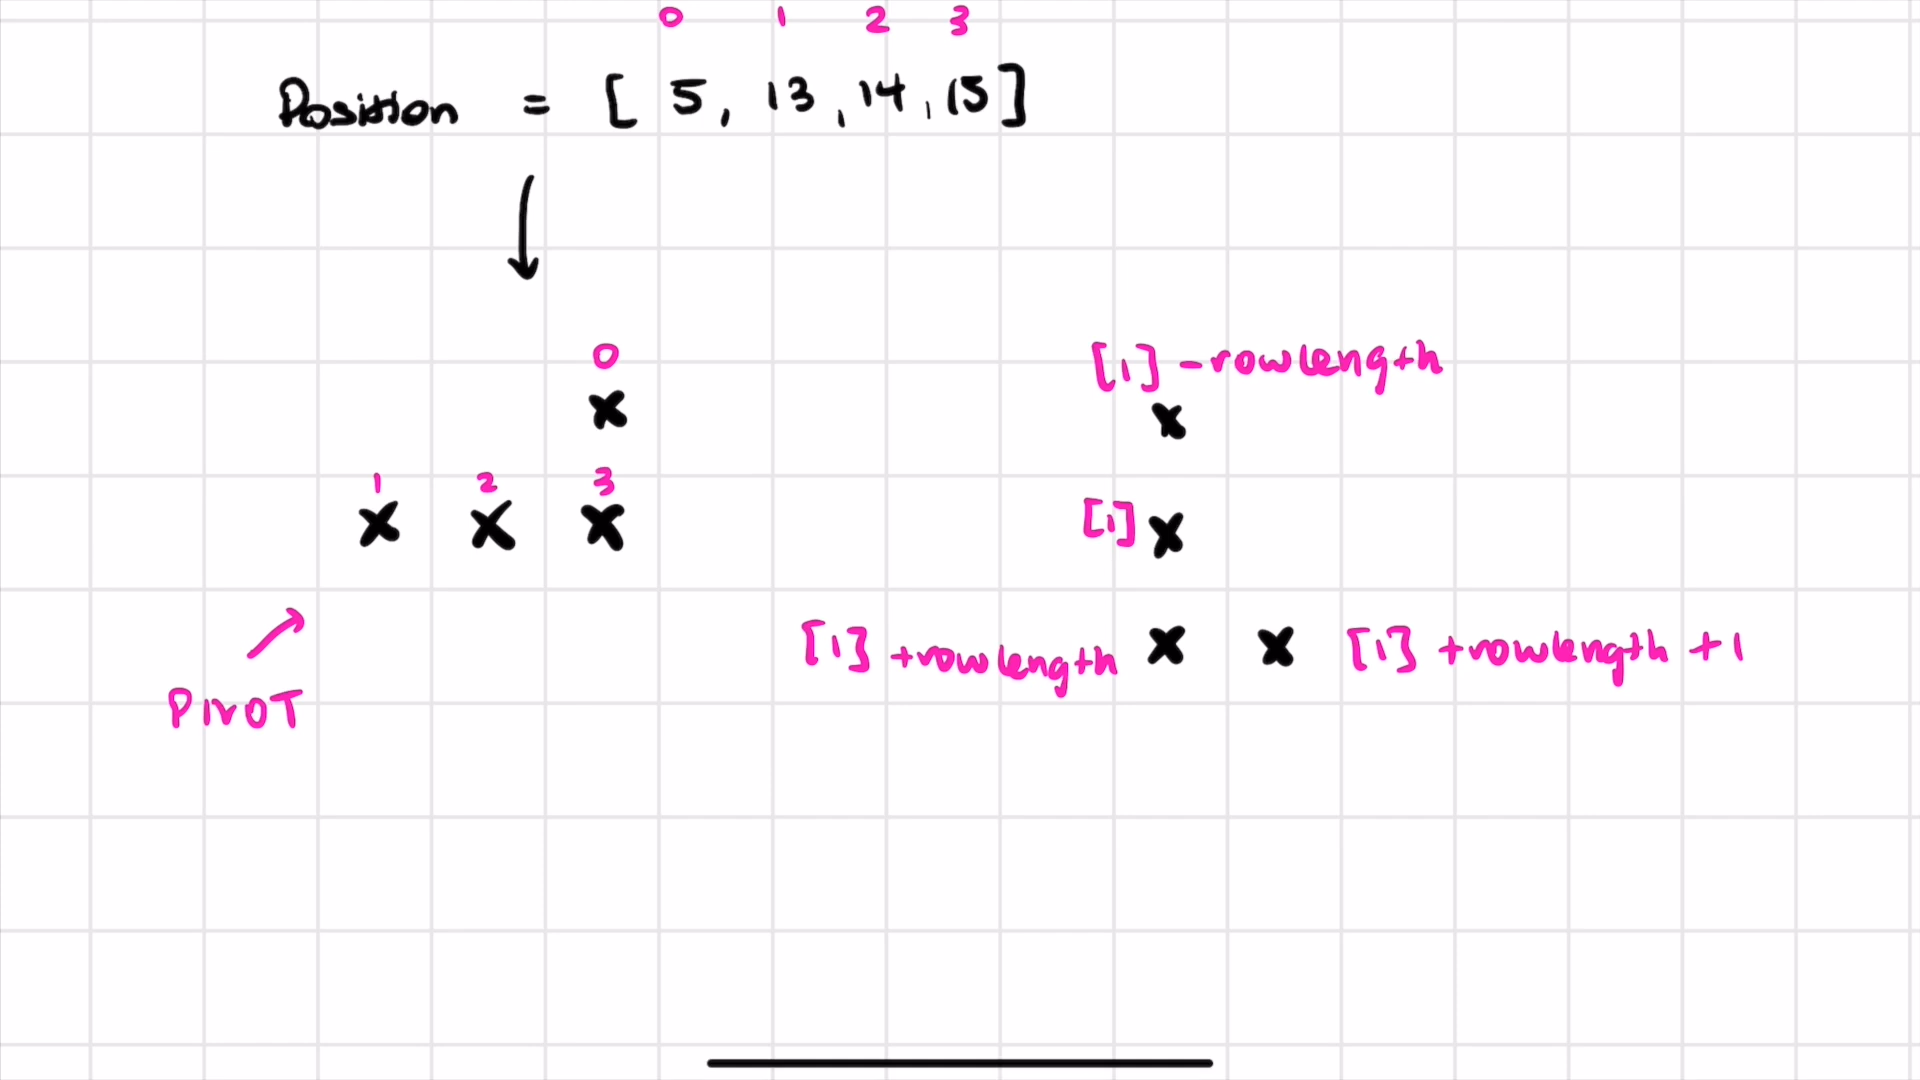 0 1 2 3
Position = [ 5, 13, 14, 15]
0
[1] - rowlength
1 2 3
[1]
[1] + rowlength
[1] + rowlength + 1
PIVOT